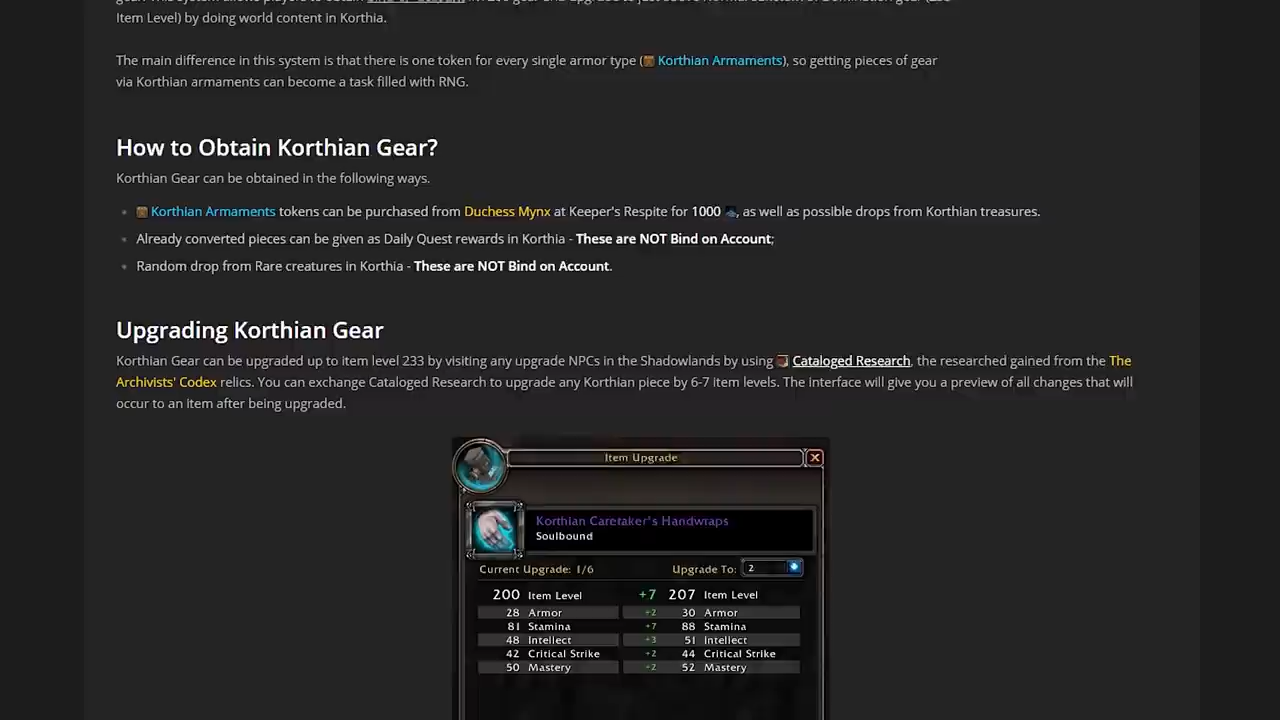 Item Level) by doing world content in Korthia.
The main difference in this system is that there is one token for every single armor type (Korthian Armaments), so getting pieces of gear
via Korthian armaments can become a task filled with RNG.
How to Obtain Korthian Gear?
Korthian Gear can be obtained in the following ways.
Korthian Armaments tokens can be purchased from Duchess Mynx at Keeper's Respite for 1000 , as well as possible drops from Korthian treasures.
Already converted pieces can be given as Daily Quest rewards in Korthia - These are NOT Bind on Account;
Random drop from Rare creatures in Korthia - These are NOT Bind on Account.
Upgrading Korthian Gear
Korthian Gear can be upgraded up to item level 233 by visiting any upgrade NPCs in the Shadowlands by using Cataloged Research, the researched gained from the The
Archivists' Codex relics. You can exchange Cataloged Research to upgrade any Korthian piece by 6-7 item levels. The interface will give you a preview of all changes that will
occur to an item after being upgraded.
Item Upgrade
Korthian Caretaker's Handwraps
Soulbound
Current Upgrade: 1/6 Upgrade To: 2
200 Item Level +7 207 Item Level
28 Armor +2 30 Armor
81 Stamina +7 88 Stamina
48 Intellect +3 51 Intellect
42 Critical Strike +2 44 Critical Strike
50 Mastery +2 52 Mastery